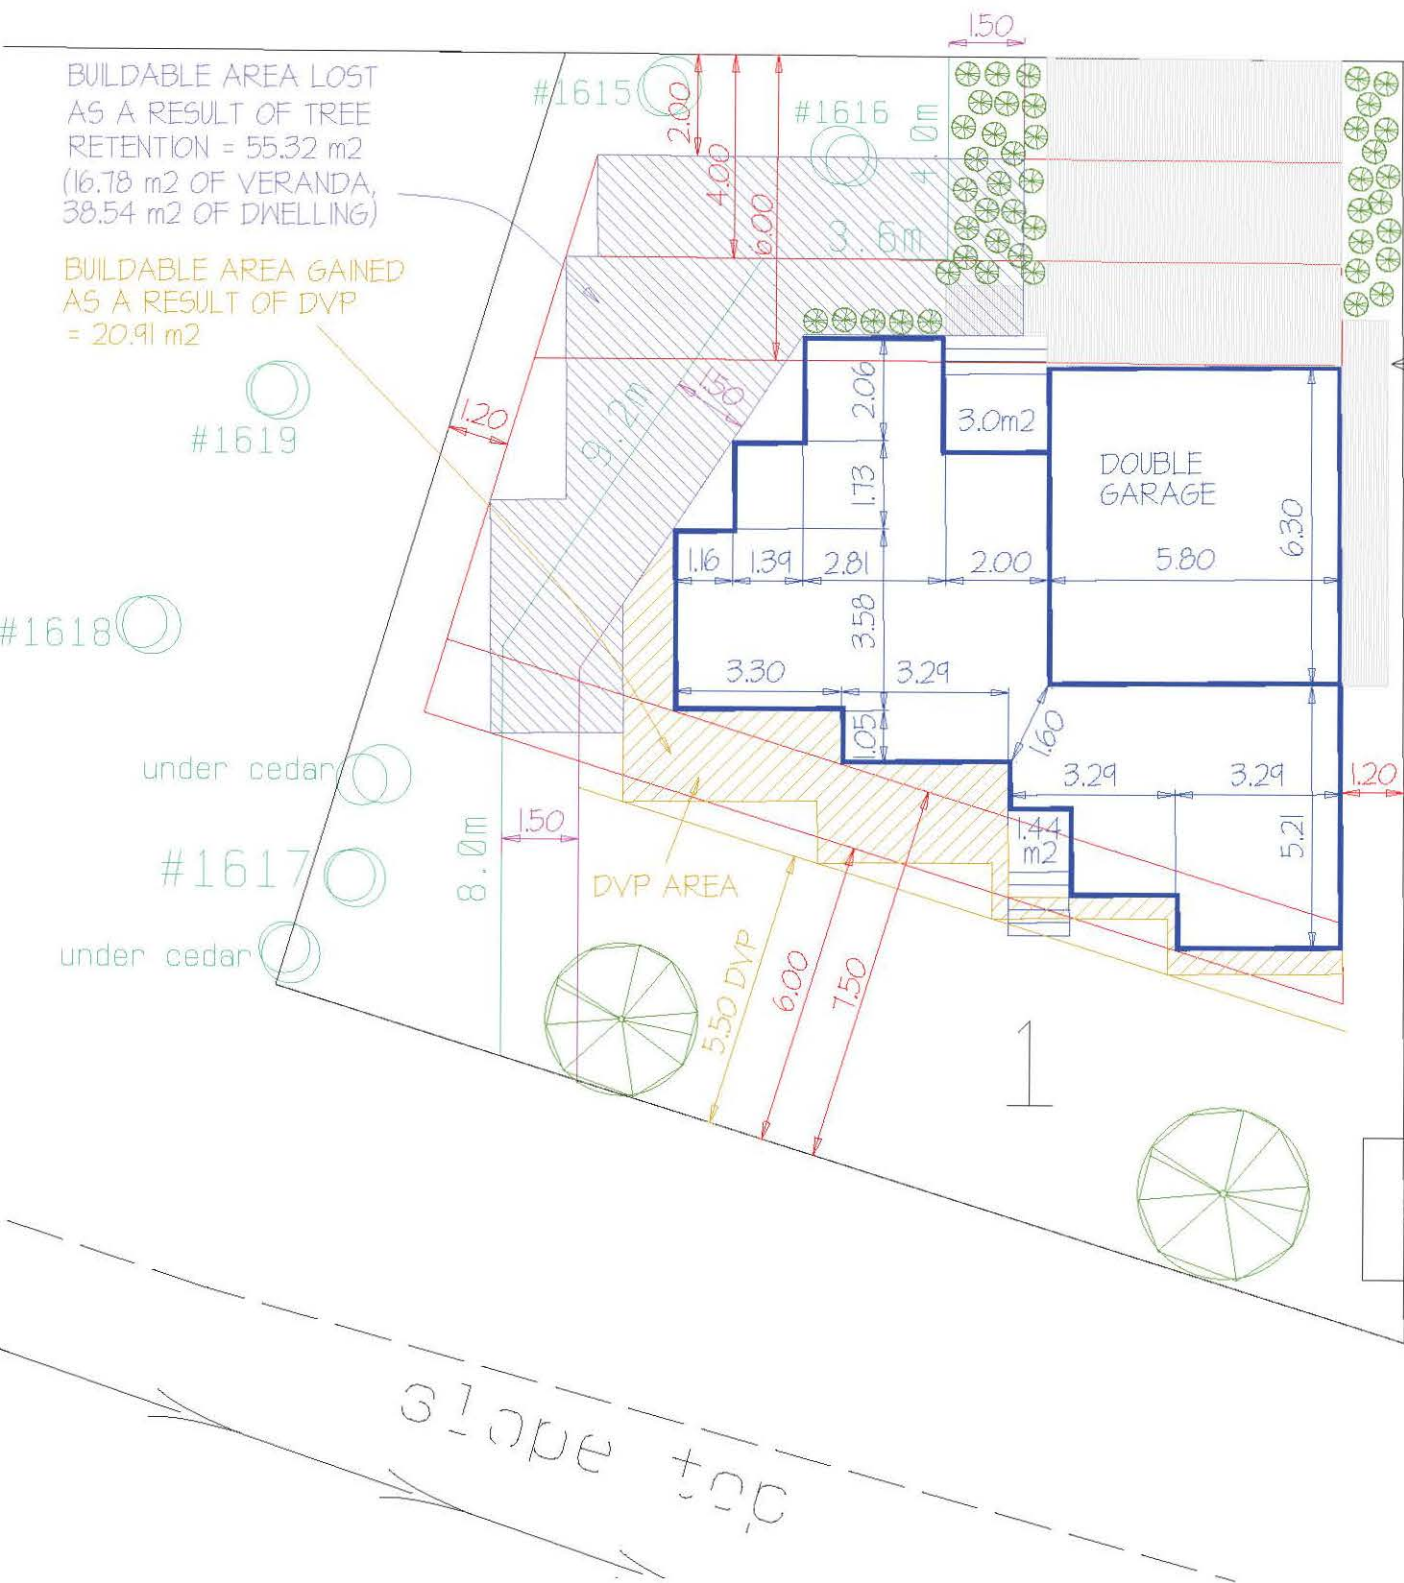 1.50
BUILDABLE AREA LOST
AS A RESULT OF TREE
RETENTION = 55.32 m2
(16.78 m2 OF VERANDA,
38.54 m2 OF DWELLING)
#1615
2.00
4.00
6.00
#1616
4.0m
3.6m
BUILDABLE AREA GAINED
AS A RESULT OF DVP
= 20.91 m2
#1619
1.20
9.2m
1.50
2.06
3.0m2
DOUBLE
GARAGE
1.73
6.30
1.16
1.39
2.81
2.00
5.80
3.58
#1618
3.30
3.29
1.05
1.60
under cedar
3.29
3.29
1.20
1.50
8.0m
1.44
m2
5.21
#1617
DVP AREA
under cedar
5.50 DVP
6.00
7.50
1
slope top